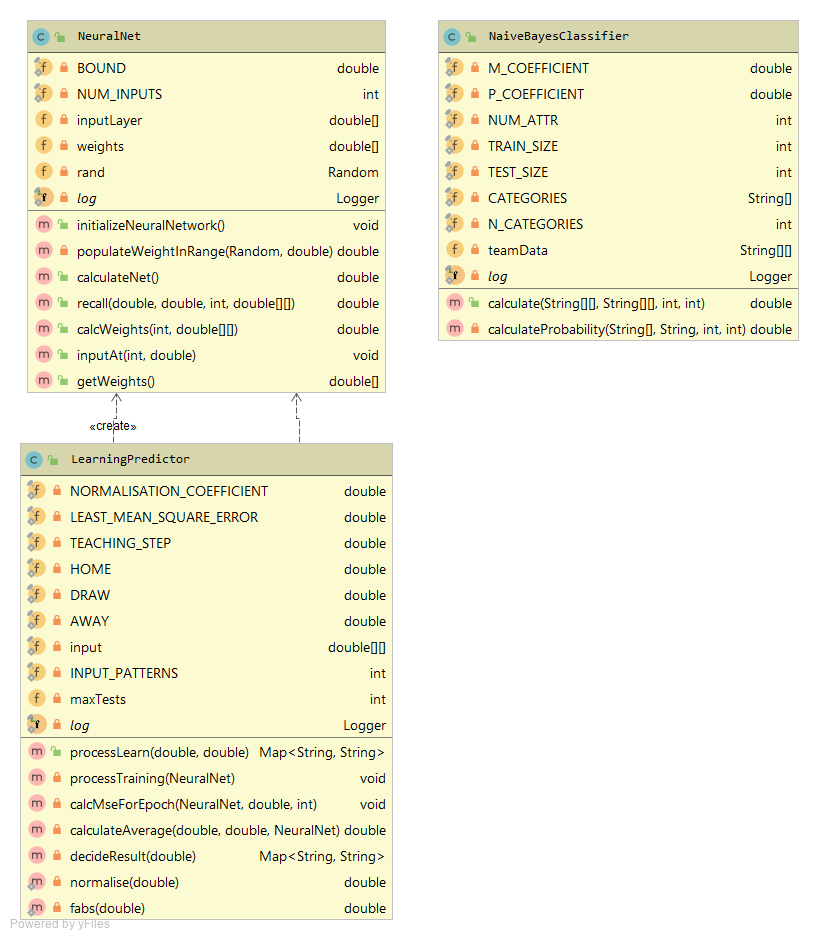 NeuralNet
BOUND double
NUM_INPUTS int
inputLayer double[]
weights double[]
rand Random
log Logger
initializeNeuralNetwork() void
populateWeightInRange(Random, double) double
calculateNet() double
recall(double, double, int, double[][]) double
calcWeights(int, double[][]) double
inputAt(int, double) void
getWeights() double[]
«create»
LearningPredictor
NORMALISATION_COEFFICIENT double
LEAST_MEAN_SQUARE_ERROR double
TEACHING_STEP double
HOME double
DRAW double
AWAY double
input double[][]
INPUT_PATTERNS int
maxTests int
log Logger
processLearn(double, double) Map<String, String>
processTraining(NeuralNet) void
calcMseForEpoch(NeuralNet, double, int) void
calculateAverage(double, double, NeuralNet) double
decideResult(double) Map<String, String>
normalise(double) double
fabs(double) double
NaiveBayesClassifier
M_COEFFICIENT double
P_COEFFICIENT double
NUM_ATTR int
TRAIN_SIZE int
TEST_SIZE int
CATEGORIES String[]
N_CATEGORIES int
teamData String[][]
log Logger
calculate(String[][], String[][], int, int) double
calculateProbability(String[], String, int, int) double
Powered by yFiles